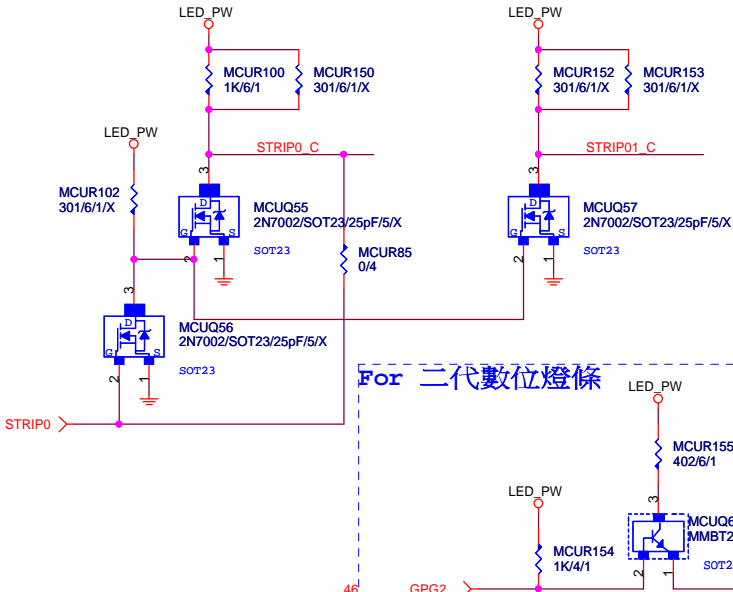 LED_PW
LED_PW
MCUR100
1K/6/1
MCUR150
301/6/1/X
MCUR152
301/6/1/X
MCUR153
301/6/1/X
LED_PW
STRIP0_C
STRIP01_C
3
3
MCUR102
301/6/1/X
D
G
S
MCUQ55
2N7002/SOT23/25pF/5/X
SOT23
D
G
S
MCUQ57
2N7002/SOT23/25pF/5/X
SOT23
2
1
MCUR85
0/4
2
1
3
D
G
S
MCUQ56
2N7002/SOT23/25pF/5/X
SOT23
2
1
For 二代數位燈條
LED_PW
STRIP0
MCUR155
402/6/1
LED_PW
3
MCUQ6
MMBT2
SOT2
MCUR154
1K/4/1
2
1
46
GPG2